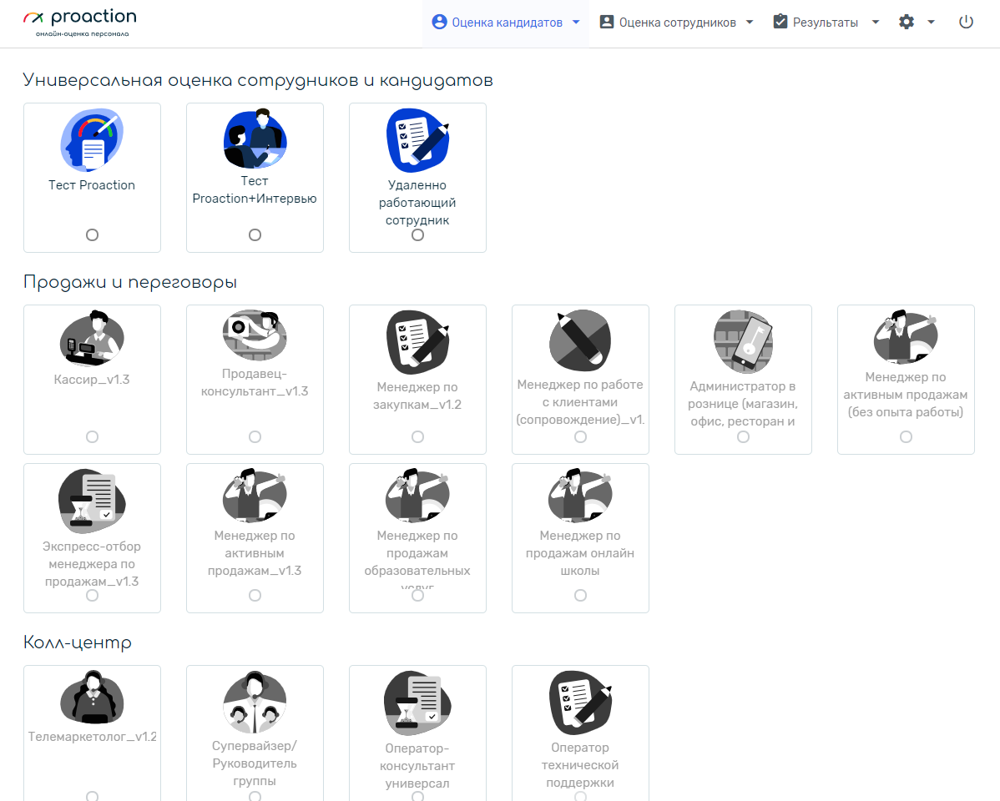 proaction
онлайн-оценка персонала
Оценка кандидатов
Оценка сотрудников
Результаты
Универсальная оценка сотрудников и кандидатов
Тест Proaction
Тест
Proaction+Интервью
Удаленно
работающий
сотрудник
Продажи и переговоры
Кассир_v1.3
Продавец-
консультант_v1.3
Менеджер по
закупкам_v1.2
Менеджер по работе
с клиентами
(сопровождение)_v1.
Администратор в
рознице (магазин,
офис, ресторан и
Менеджер по
активным продажам
(без опыта работы)
Экспресс-отбор
менеджера по
продажам_v1.3
Менеджер по
активным
продажам_v1.3
Менеджер по
продажам
образовательных
услуг
Менеджер по
продажам онлайн
школы
Колл-центр
Телемаркетолог_v1.2
Супервайзер/
Руководитель
группы
Оператор-
консультант
универсал
Оператор
технической
поддержки